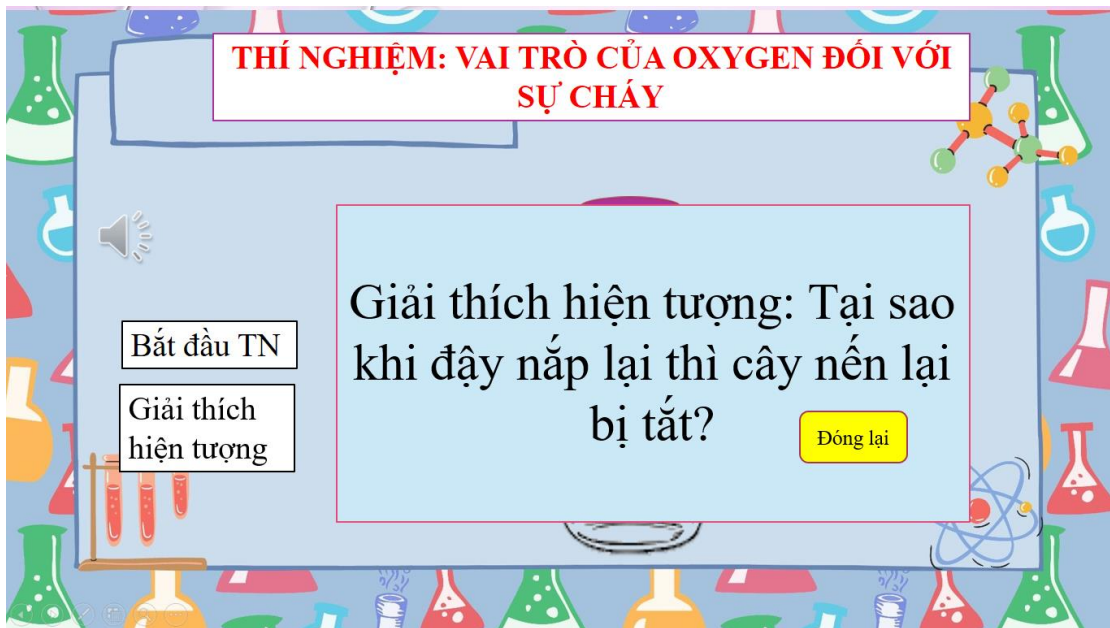 THÍ NGHIỆM: VAI TRÒ CỦA OXYGEN ĐỐI VỚI
SỰ CHÁY
Bắt đầu TN
Giải thích
hiện tượng
Giải thích hiện tượng: Tại sao
khi đậy nắp lại thì cây nến lại
bị tắt?
Đóng lại